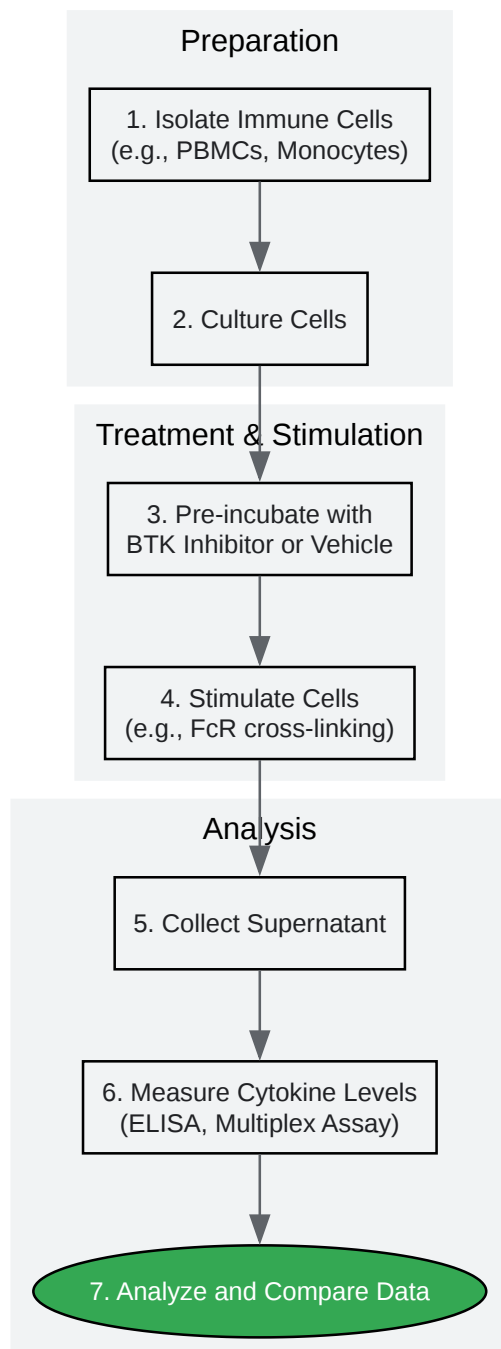 Preparation
1. Isolate Immune Cells
(e.g., PBMCs, Monocytes)
2. Culture Cells
Treatment & Stimulation
3. Pre-incubate with
BTK Inhibitor or Vehicle
4. Stimulate Cells
(e.g., FcR cross-linking)
Analysis
5. Collect Supernatant
6. Measure Cytokine Levels
(ELISA, Multiplex Assay)
7. Analyze and Compare Data